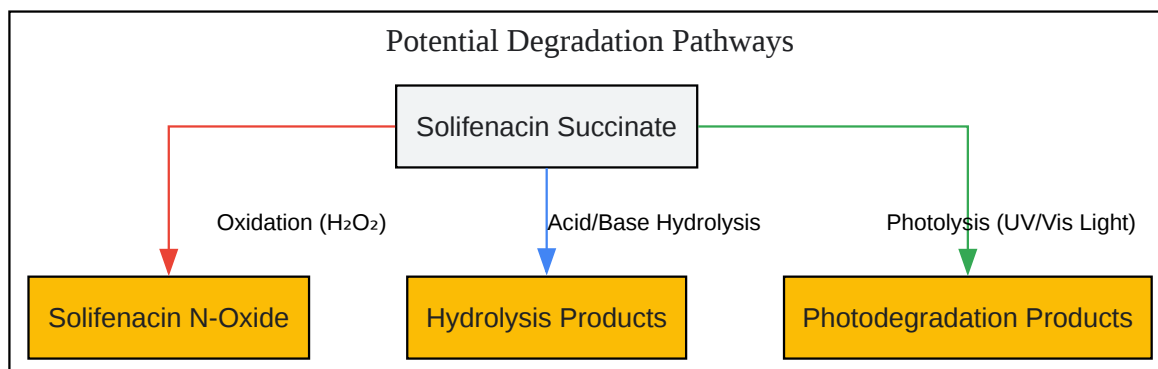 Potential Degradation Pathways
Solifenacin Succinate
Oxidation (H₂O₂)
Acid/Base Hydrolysis
Photolysis (UV/Vis Light)
Solifenacin N-Oxide
Hydrolysis Products
Photodegradation Products